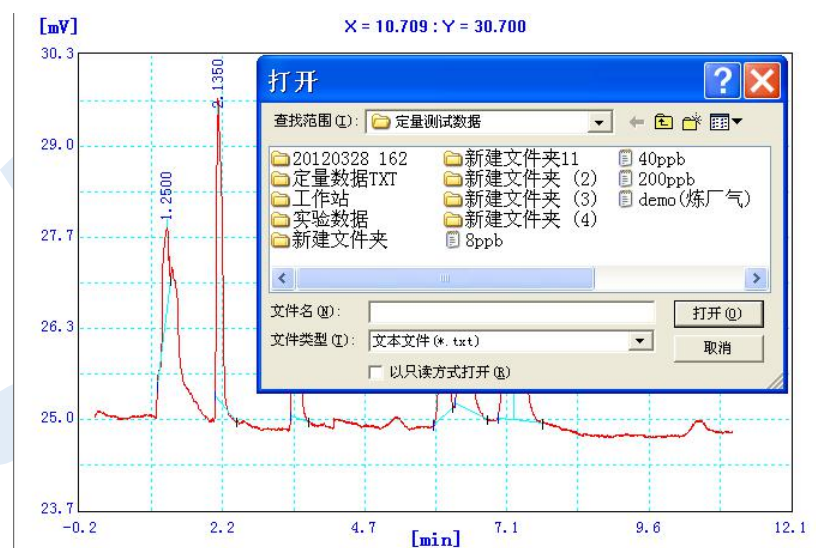 [mV]
X = 10.709 : Y = 30.700
30.3
29.0
27.7
26.3
25.0
23.7
-0.2
2.2
4.7
7.1
9.6
12.1
[min]
1.2500
2.1350
打开
查找范围(I):
定量测试数据
20120328 162
定量数据TXT
工作站
实验数据
新建文件夹
新建文件夹11
新建文件夹 (2)
新建文件夹 (3)
新建文件夹 (4)
8ppb
40ppb
200ppb
demo(炼厂气)
文件名(N):
打开(O)
文件类型(T):
文本文件(*.txt)
取消
以只读方式打开(R)